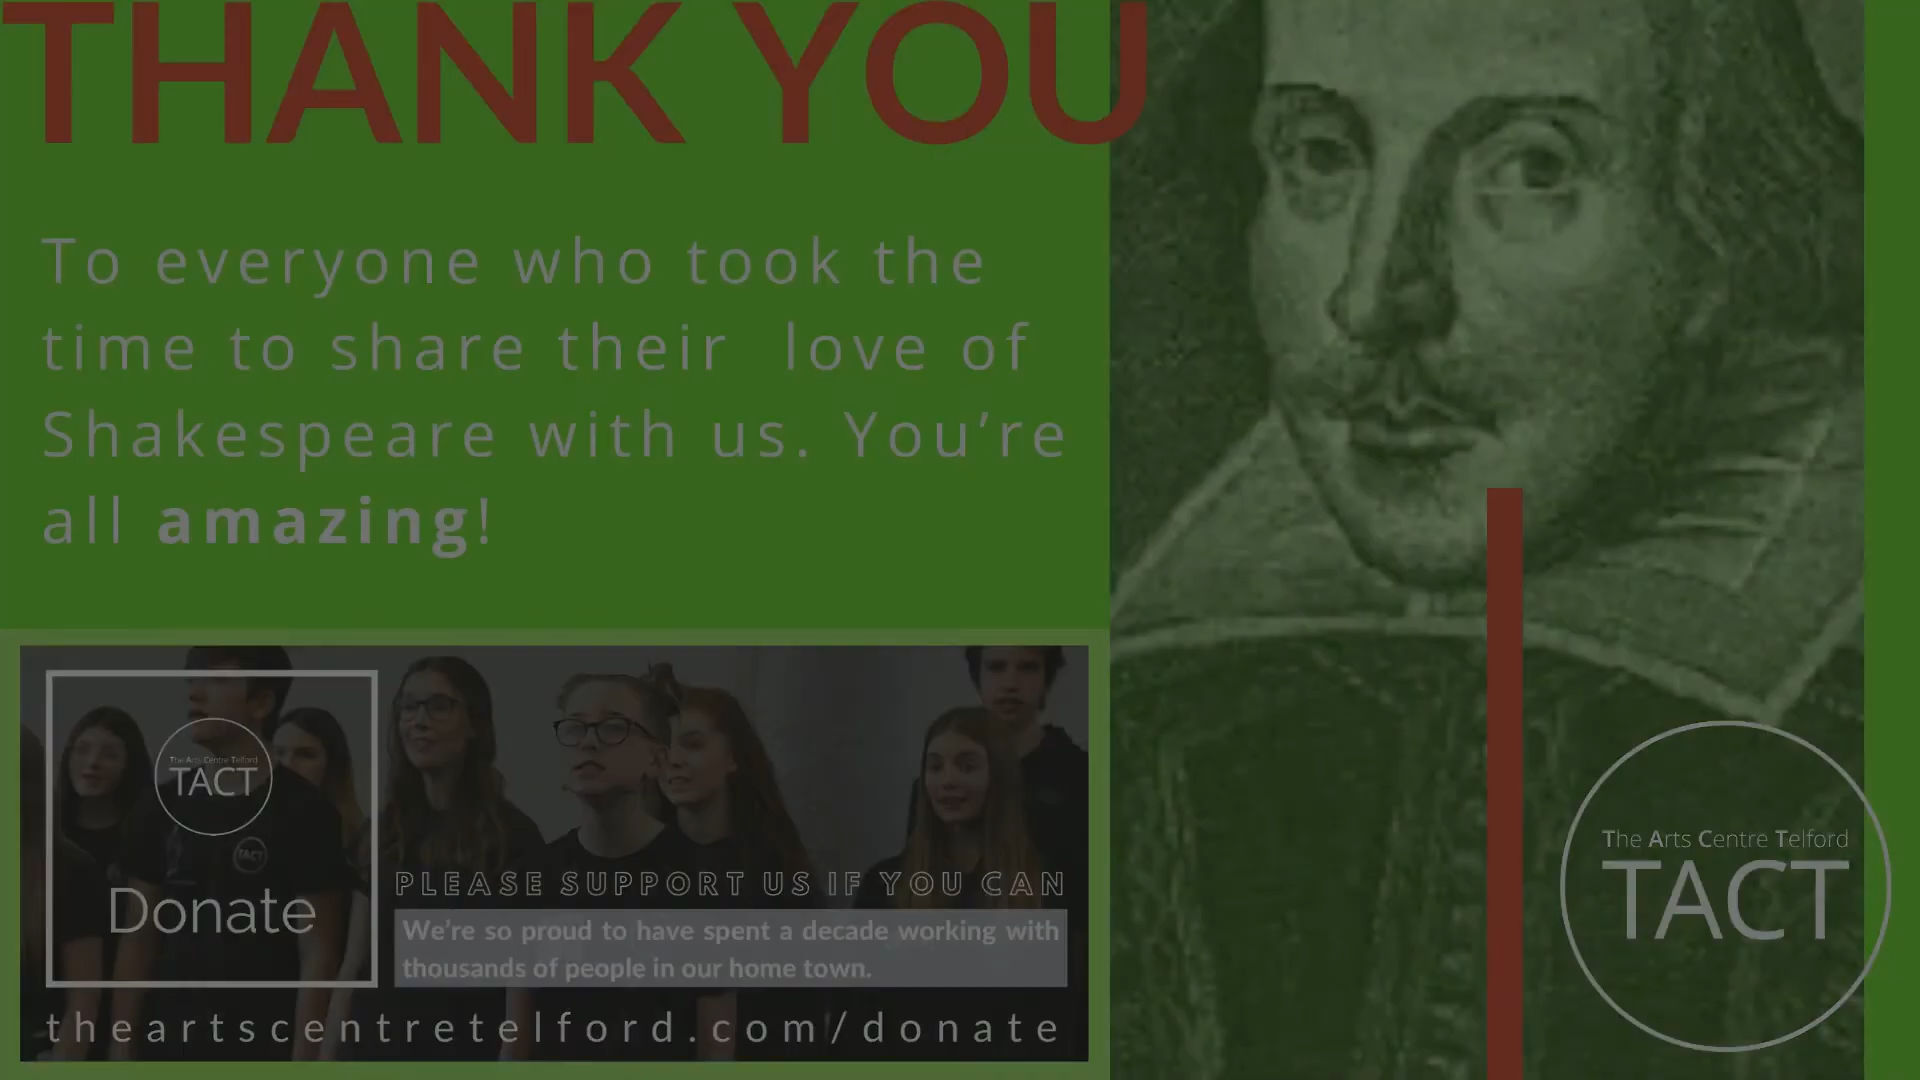 THANK YOU
To everyone who took the
time to share their love of
Shakespeare with us. You’re
all amazing!
The Arts Centre Telford
TACT
TACT
Donate
PLEASE SUPPORT US IF YOU CAN
We’re so proud to have spent a decade working with
thousands of people in our home town.
theartscentretelford.com/donate
The Arts Centre Telford
TACT